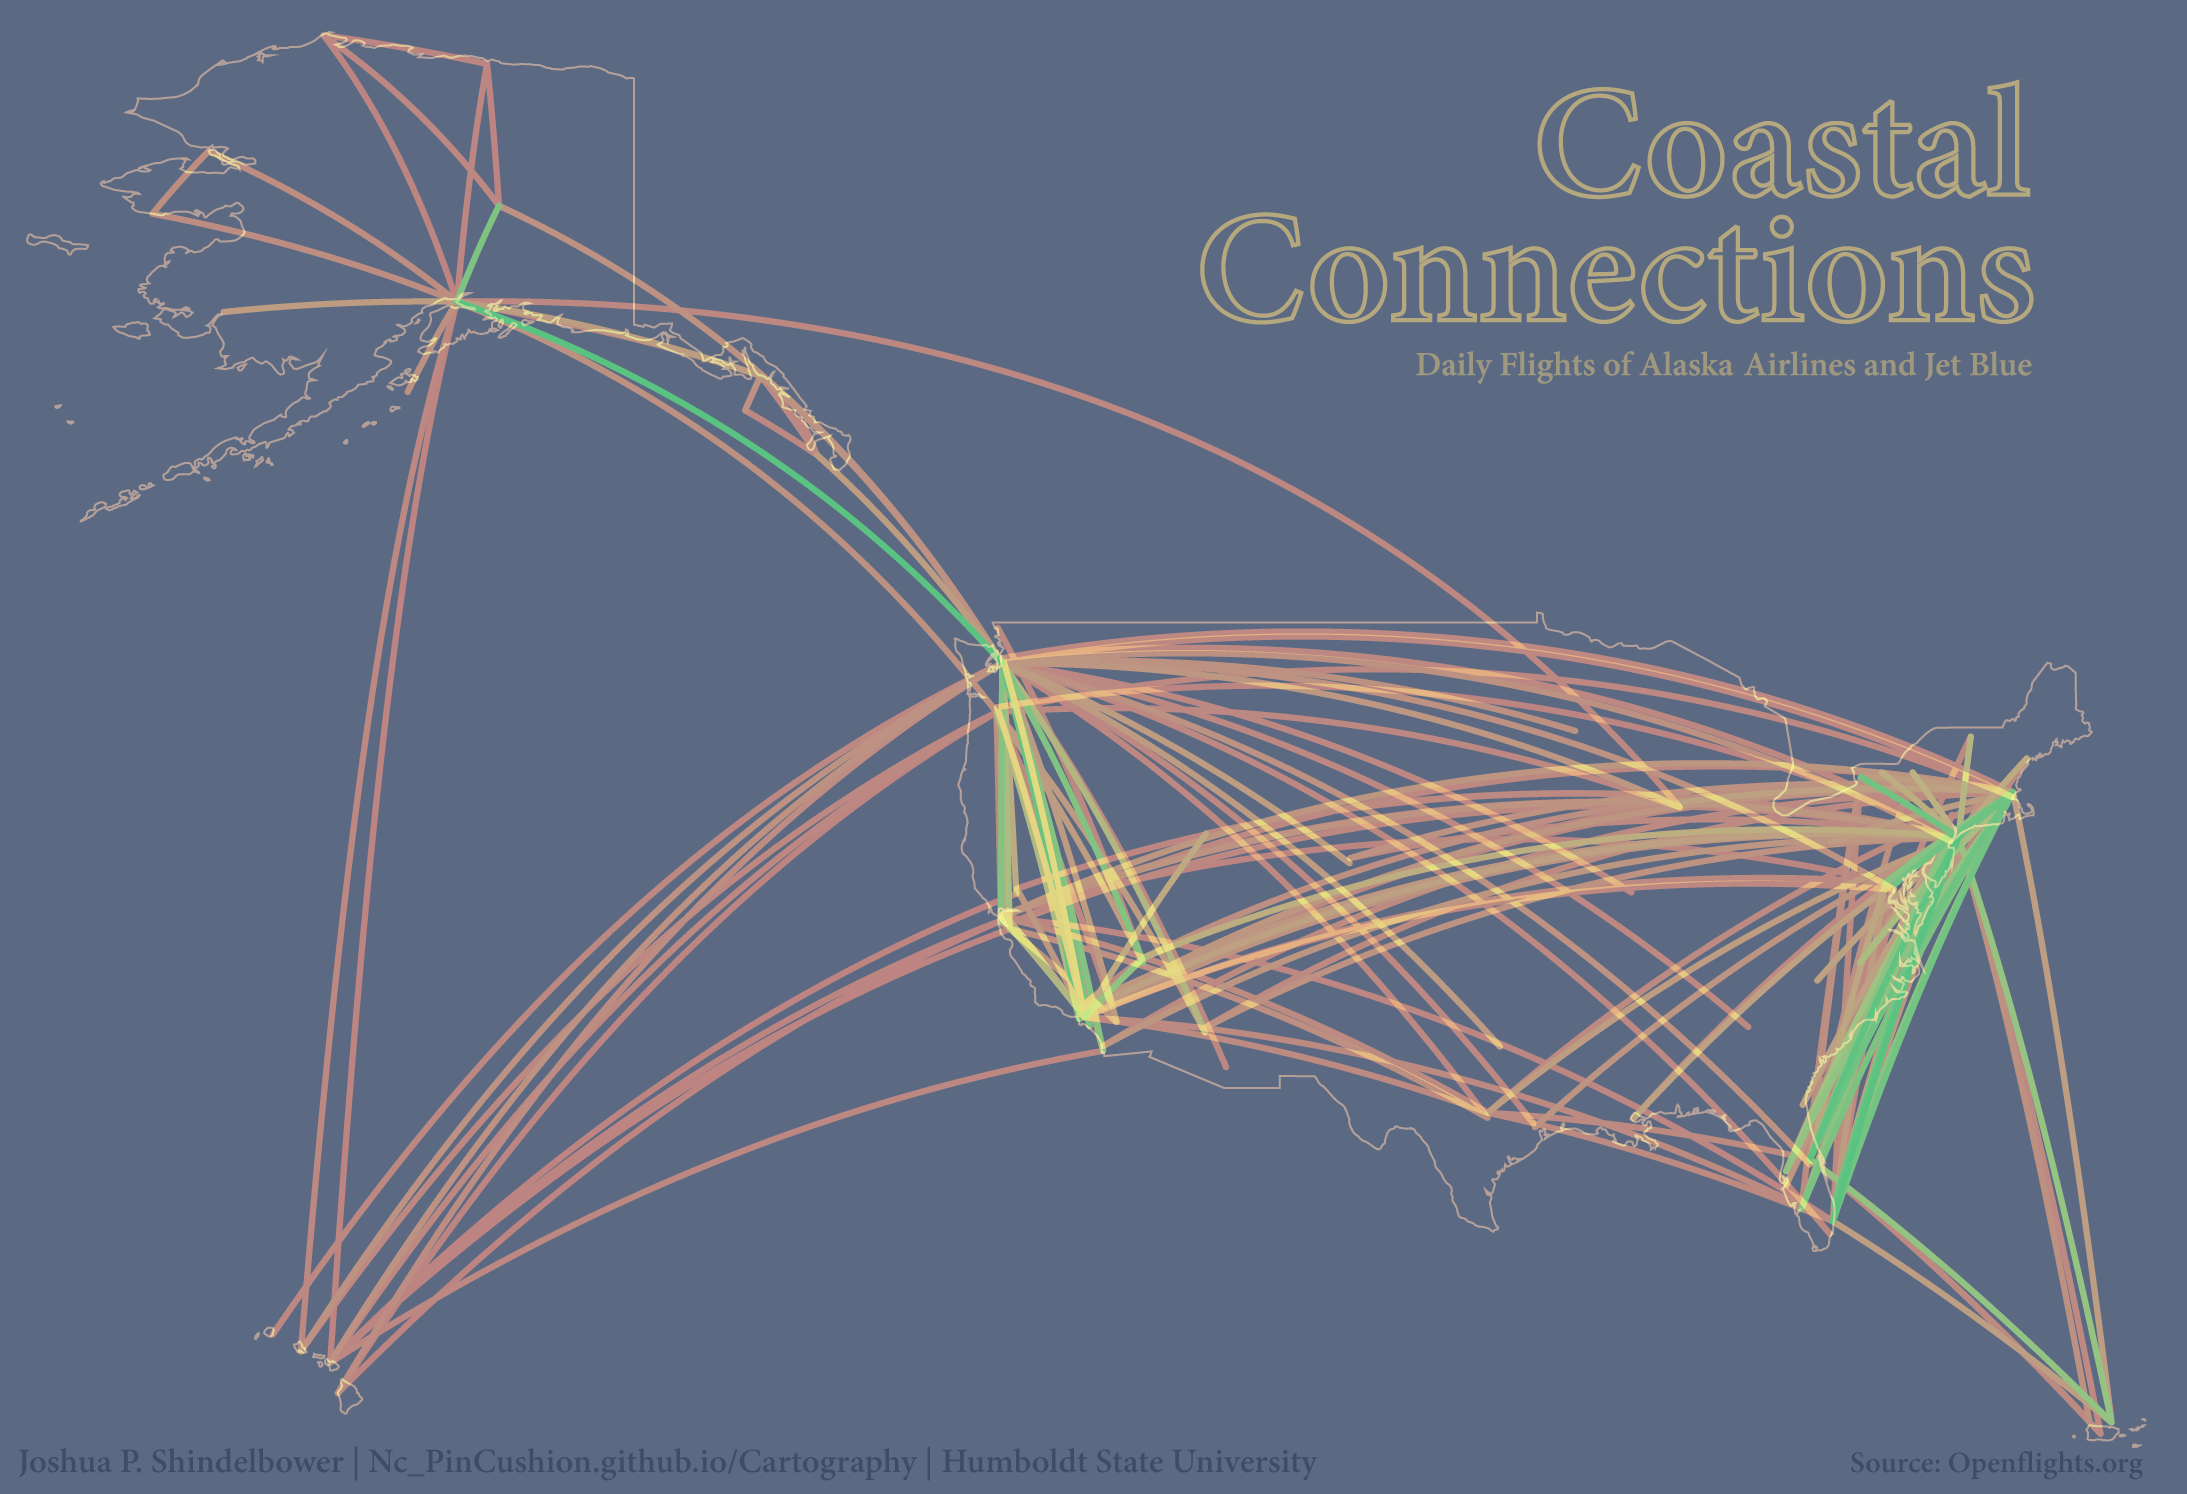 Coastal
Connections
Daily Flights of Alaska Airlines and Jet Blue
Joshua P. Shindelbower | Nc_PinCushion.github.io/Cartography | Humboldt State University
Source: Openflights.org